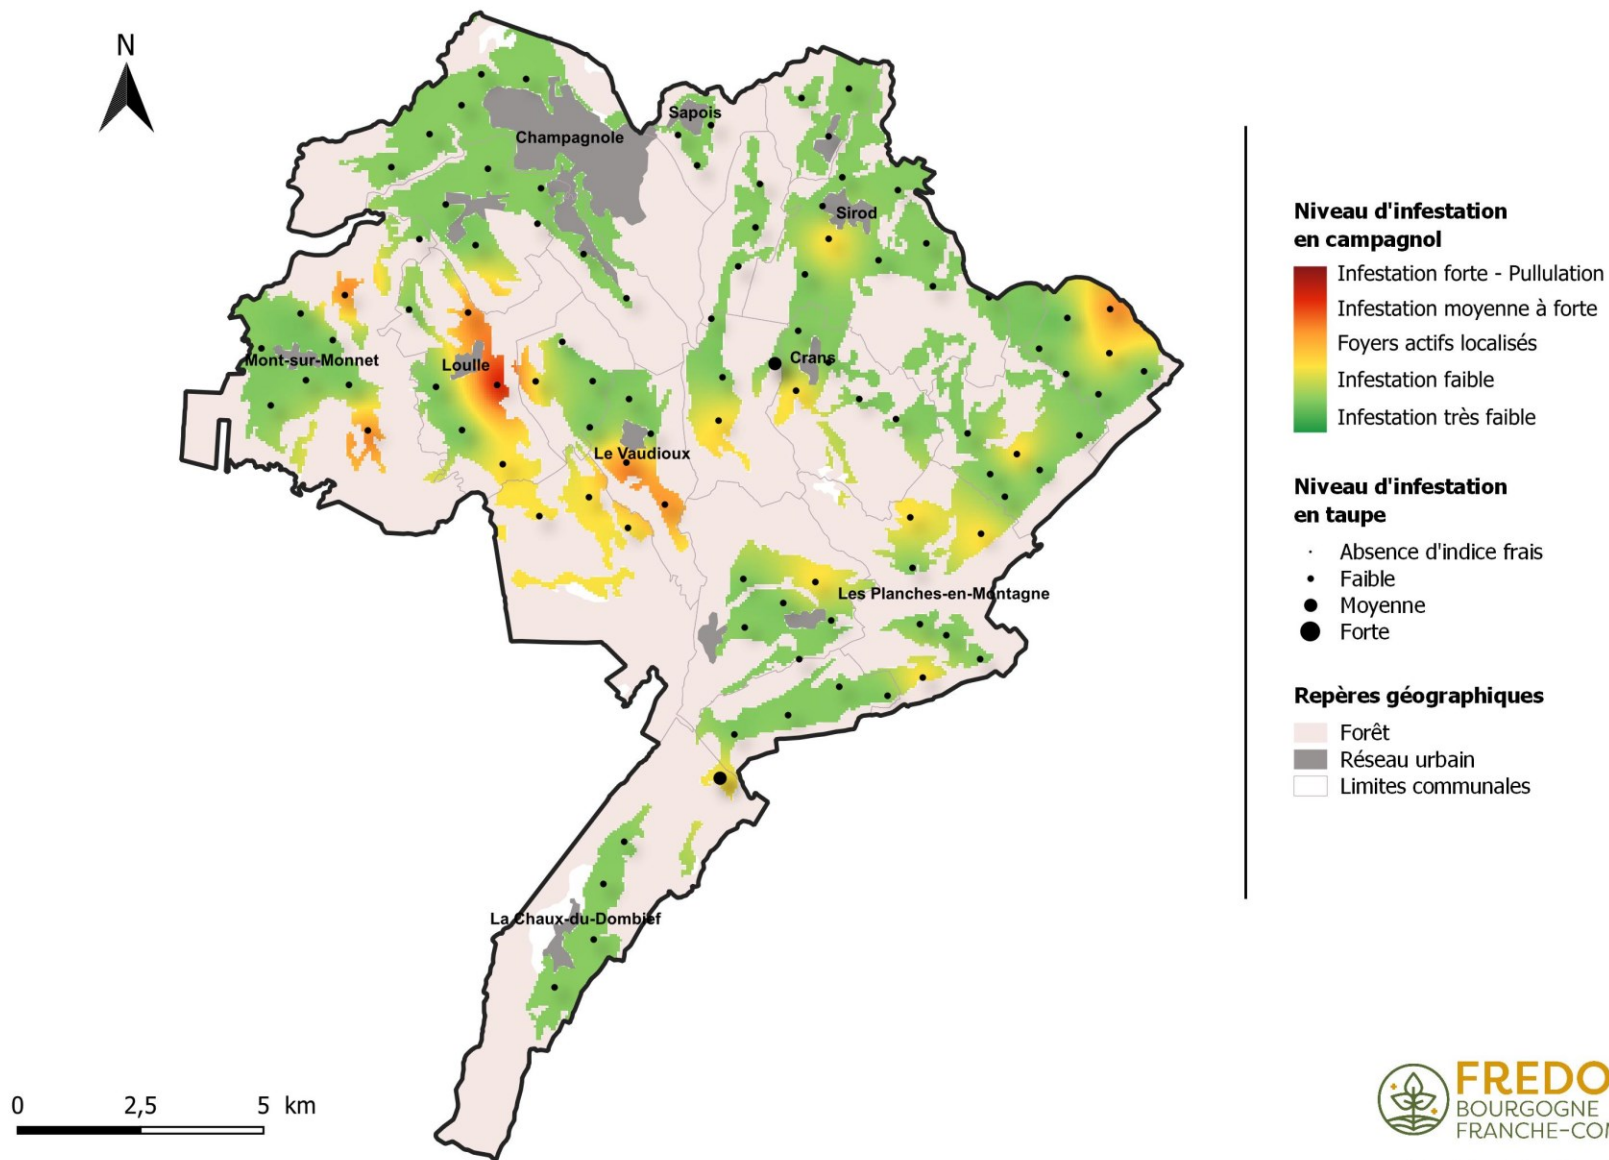 N
Champagnole
Sapois
Sirod
Mont-sur-Monnet
Loulle
Crans
Le Vaudioux
Les Planches-en-Montagne
La Chaux-du-Dombief
0 2,5 5 km
Niveau d'infestation
en campagnol
Infestation forte - Pullulation
Infestation moyenne à forte
Foyers actifs localisés
Infestation faible
Infestation très faible
Niveau d'infestation
en taupe
Absence d'indice frais
Faible
Moyenne
Forte
Repères géographiques
Forêt
Réseau urbain
Limites communales
FREDO
BOURGOGNE
FRANCHE-CO